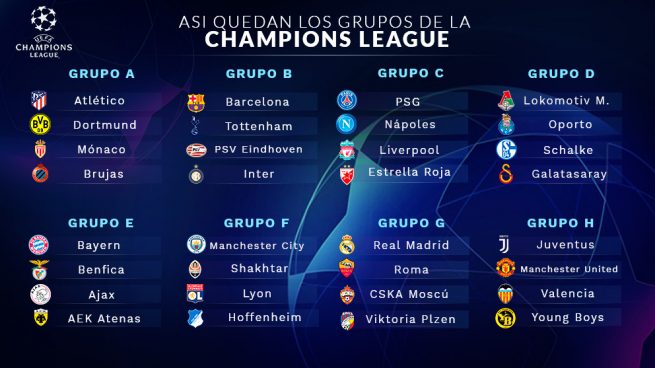 UEFA
CHAMPIONS
LEAGUE
ASI QUEDAN LOS GRUPOS DE LA
CHAMPIONS LEAGUE
GRUPO A
Atlético
Dortmund
Mónaco
Brujas
GRUPO B
Barcelona
Tottenham
PSV Eindhoven
Inter
GRUPO C
PSG
Nápoles
Liverpool
Estrella Roja
GRUPO D
Lokomotiv M.
Oporto
Schalke
Galatasaray
GRUPO E
Bayern
Benfica
Ajax
AEK Atenas
GRUPO F
Manchester City
Shakhtar
Lyon
Hoffenheim
GRUPO G
Real Madrid
Roma
CSKA Moscú
Viktoria Plzen
GRUPO H
Juventus
Manchester United
Valencia
Young Boys